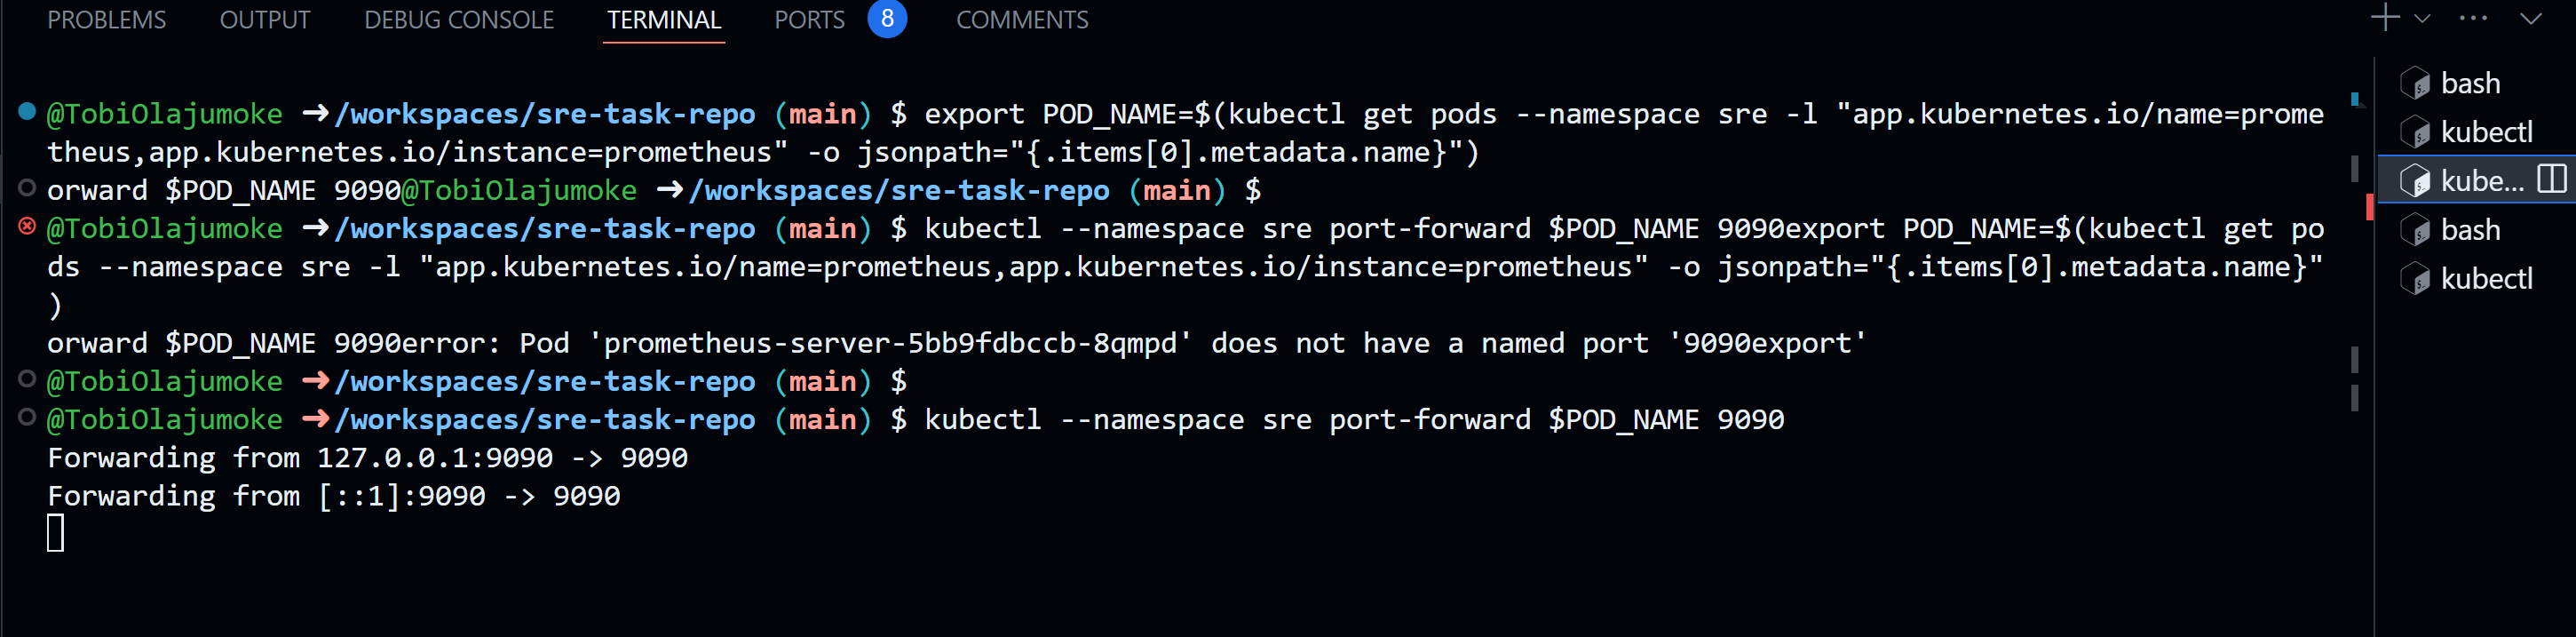 PROBLEMS OUTPUT DEBUG CONSOLE TERMINAL PORTS 8 COMMENTS
@TobiOlajumoke ➜/workspaces/sre-task-repo (main) $ export POD_NAME=$(kubectl get pods --namespace sre -l "app.kubernetes.io/name=prome
theus,app.kubernetes.io/instance=prometheus" -o jsonpath="{.items[0].metadata.name}")
orward $POD_NAME 9090@TobiOlajumoke ➜/workspaces/sre-task-repo (main) $
@TobiOlajumoke ➜/workspaces/sre-task-repo (main) $ kubectl --namespace sre port-forward $POD_NAME 9090export POD_NAME=$(kubectl get po
ds --namespace sre -l "app.kubernetes.io/name=prometheus,app.kubernetes.io/instance=prometheus" -o jsonpath="{.items[0].metadata.name}"
)
orward $POD_NAME 9090error: Pod 'prometheus-server-5bb9fdbccb-8qmpd' does not have a named port '9090export'
@TobiOlajumoke ➜/workspaces/sre-task-repo (main) $
@TobiOlajumoke ➜/workspaces/sre-task-repo (main) $ kubectl --namespace sre port-forward $POD_NAME 9090
Forwarding from 127.0.0.1:9090 -> 9090
Forwarding from [::1]:9090 -> 9090
bash
kubectl
kube...
bash
kubectl